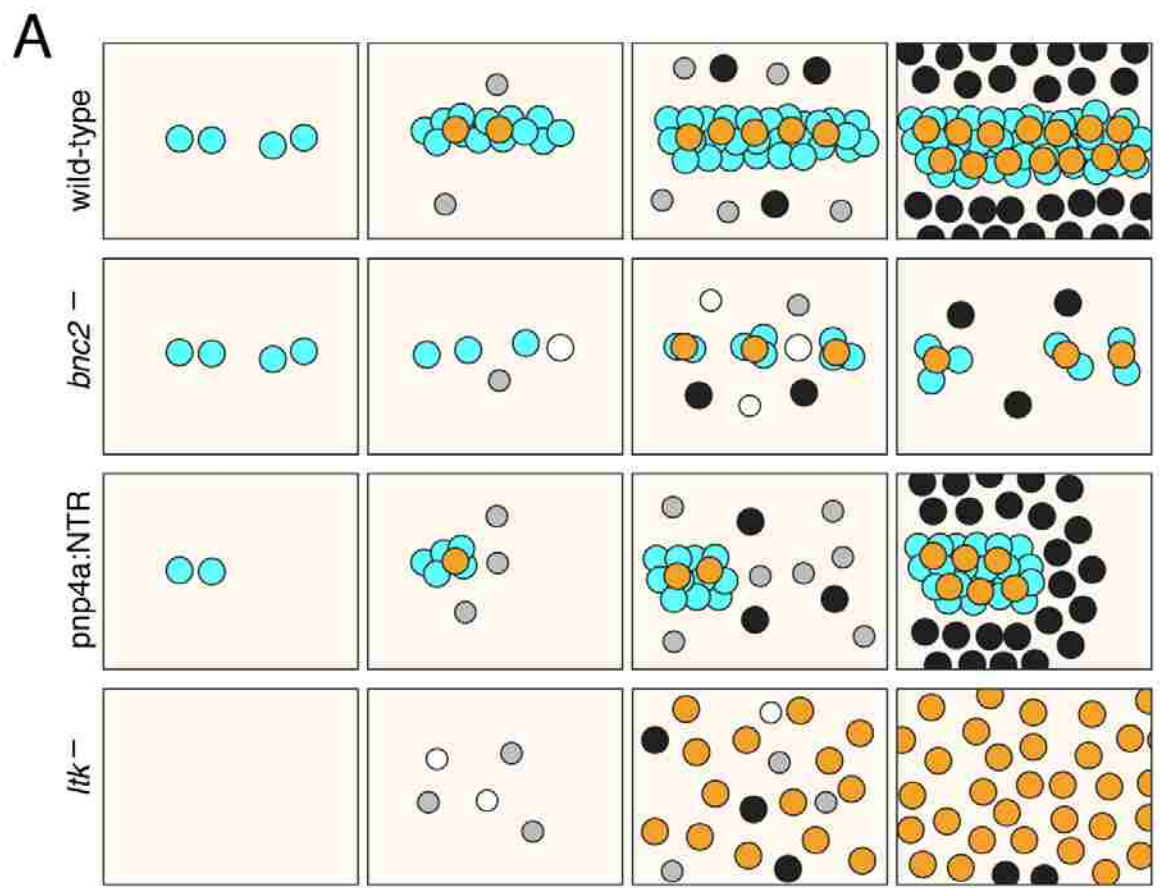 A
wild-type
bnc2 –
pnp4a:NTR
ltk –